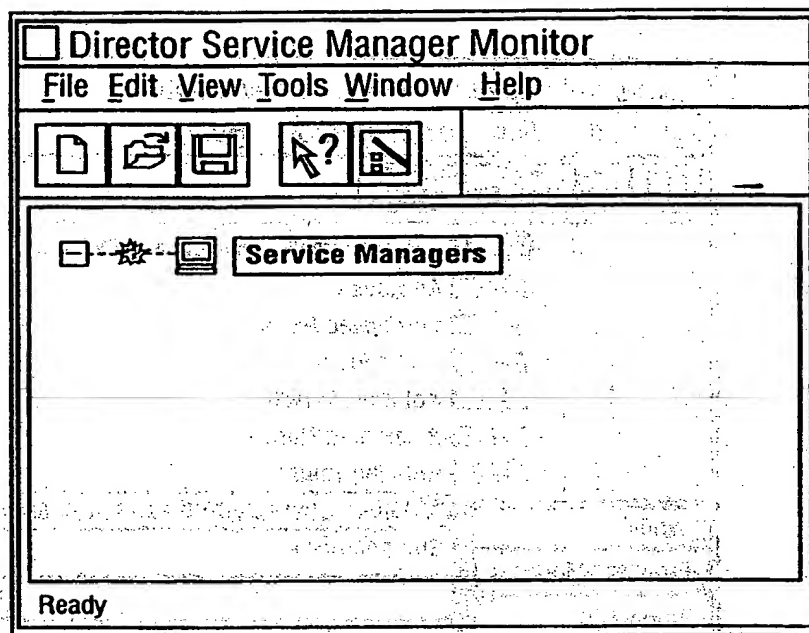 Director Service Manager Monitor
File Edit View Tools Window Help
?
Service Managers
Ready